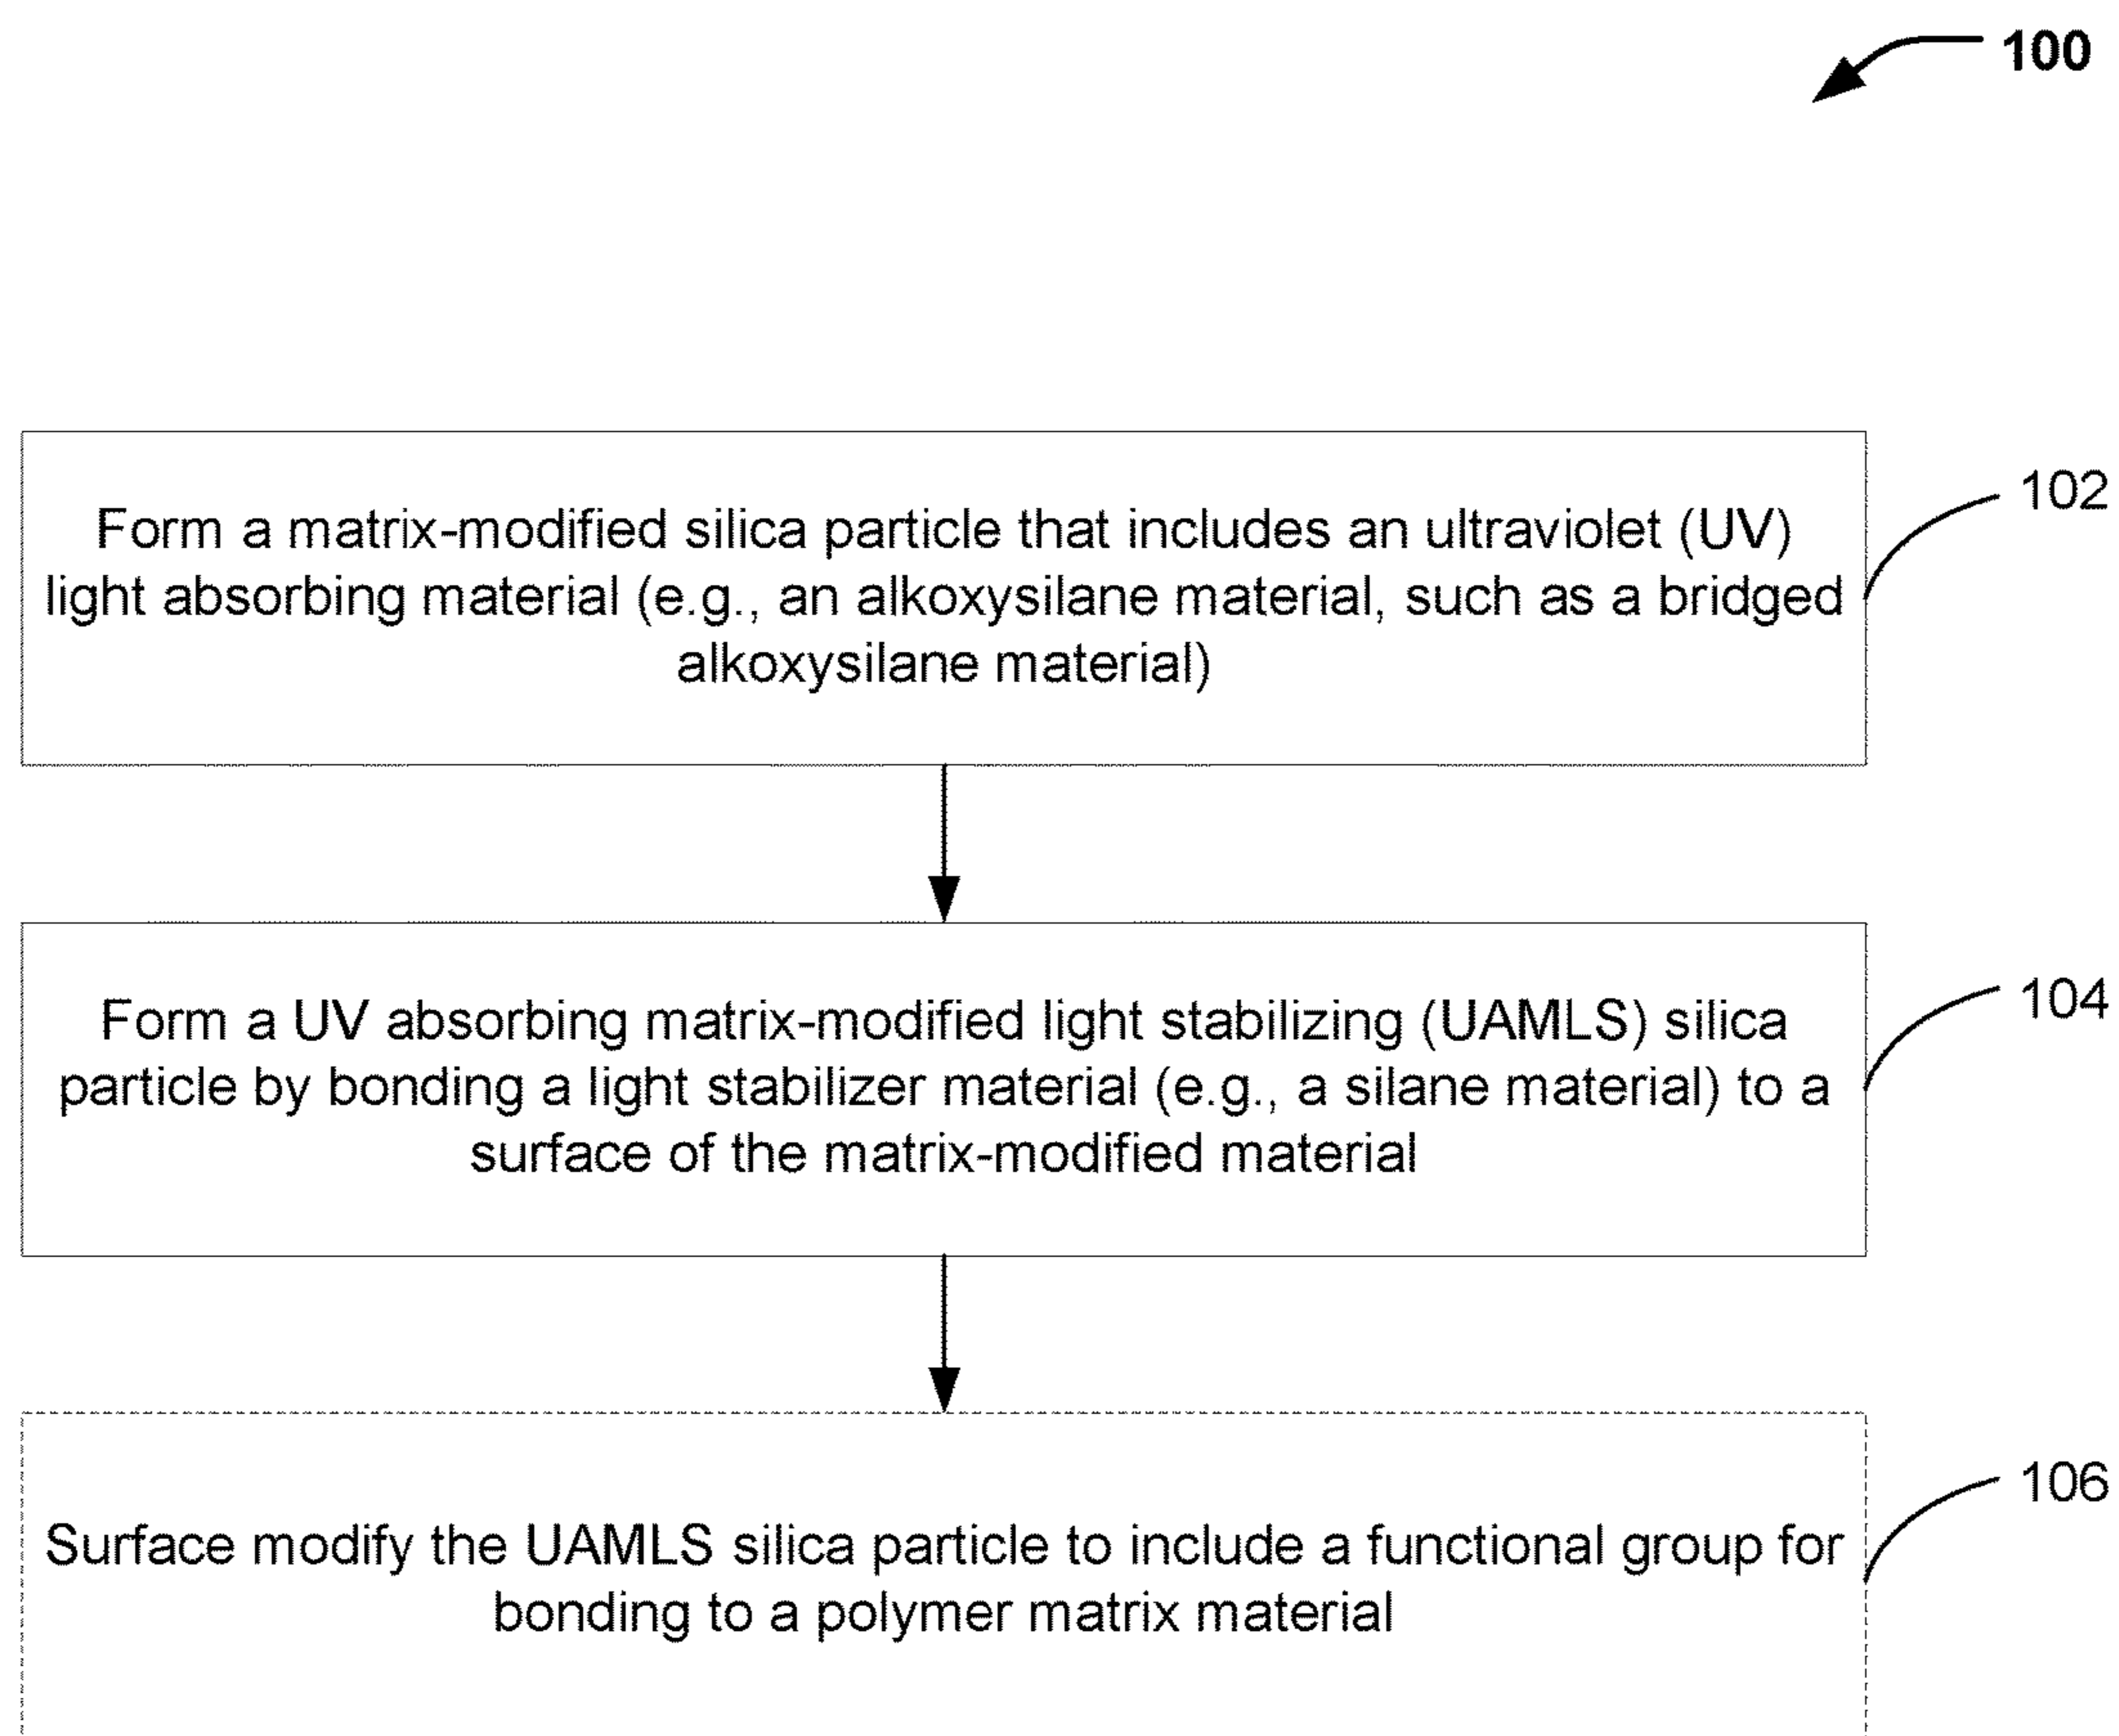 100
Form a matrix-modified silica particle that includes an ultraviolet (UV)
light absorbing material (e.g., an alkoxysilane material, such as a bridged
alkoxysilane material)
102
Form a UV absorbing matrix-modified light stabilizing (UAMLS) silica
particle by bonding a light stabilizer material (e.g., a silane material) to a
surface of the matrix-modified material
104
Surface modify the UAMLS silica particle to include a functional group for
bonding to a polymer matrix material
106